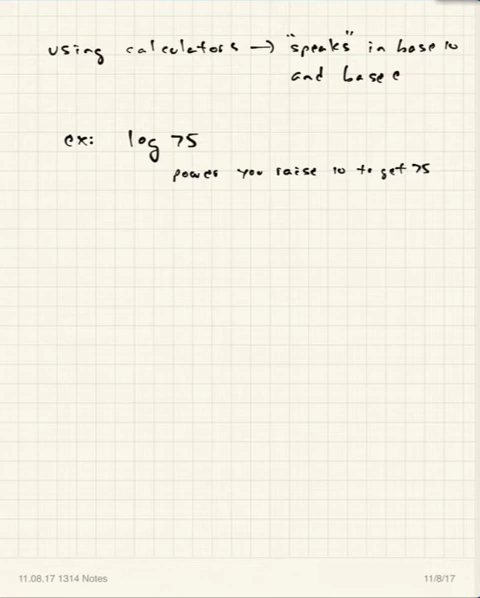 using calculators → "speaks" in base 10
and base e
ex: log 75
power you raise 10 to get 75
11.08.17 1314 Notes 11/8/17